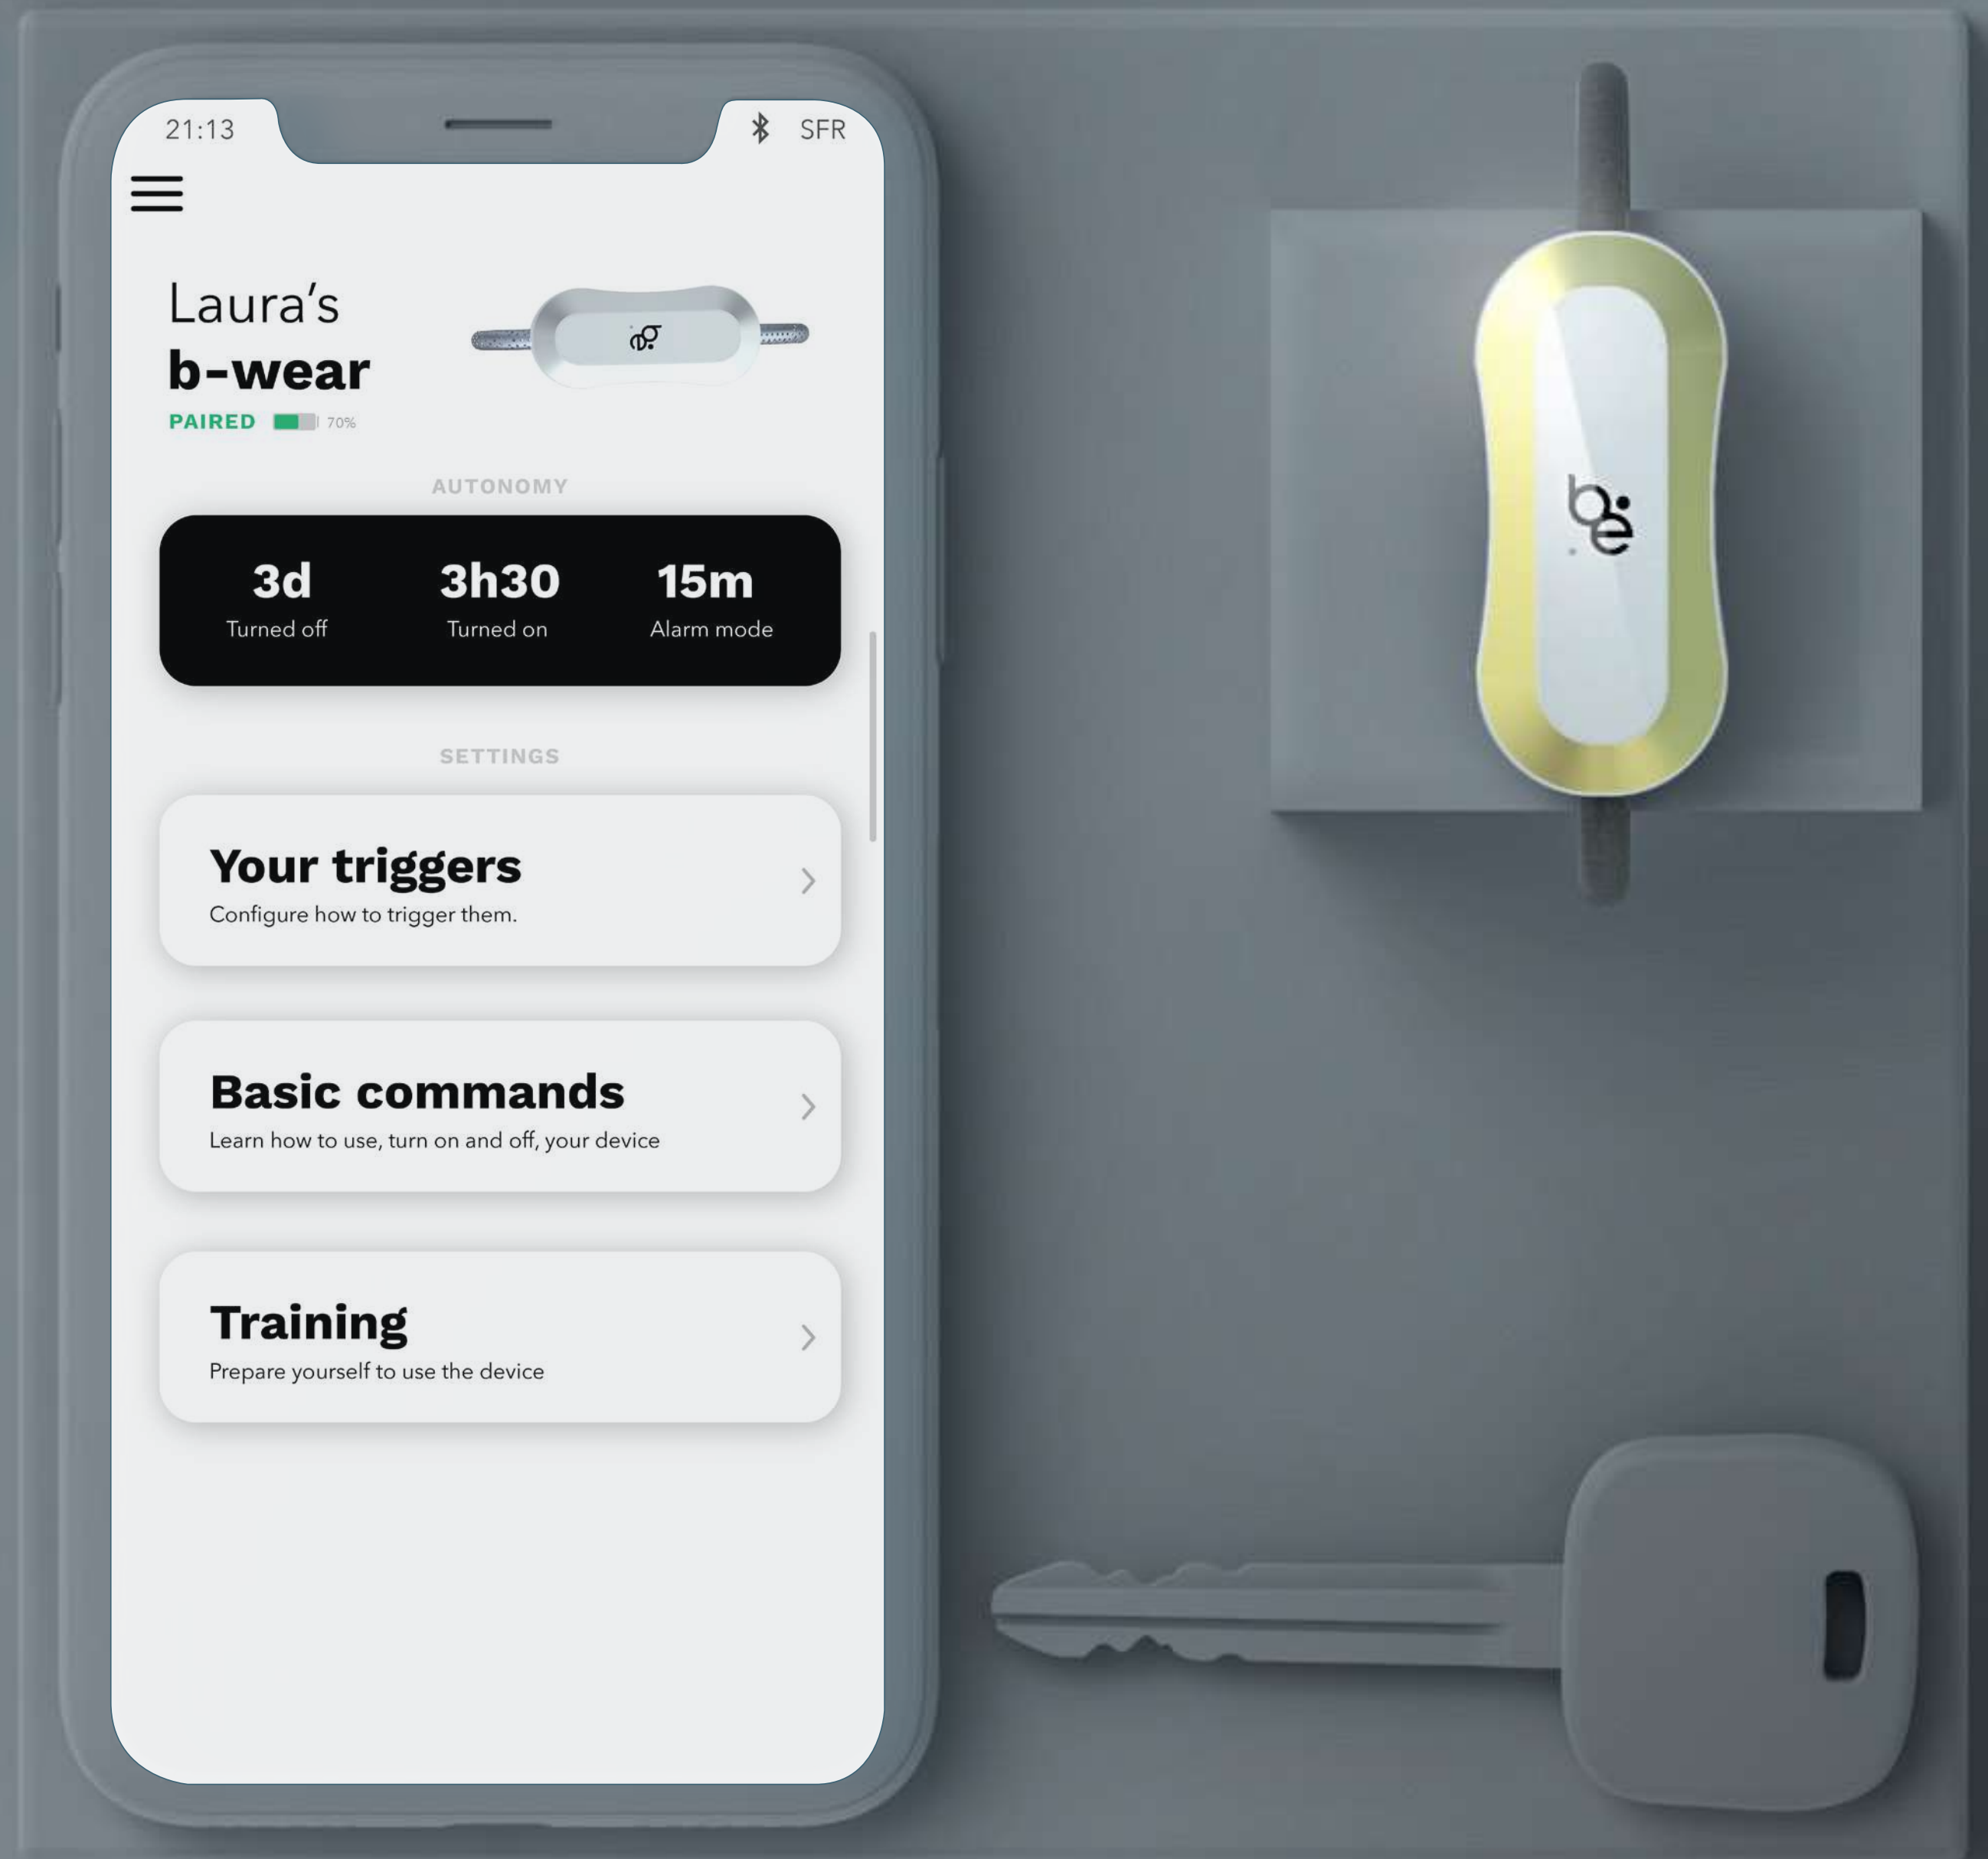 21:13
SFR
Laura's
b-wear
PAIRED 70%
AUTONOMY
3d 3h30 15m
Turned off Turned on Alarm mode
SETTINGS
Your triggers
Configure how to trigger them.
Basic commands
Learn how to use, turn on and off, your device
Training
Prepare yourself to use the device
be